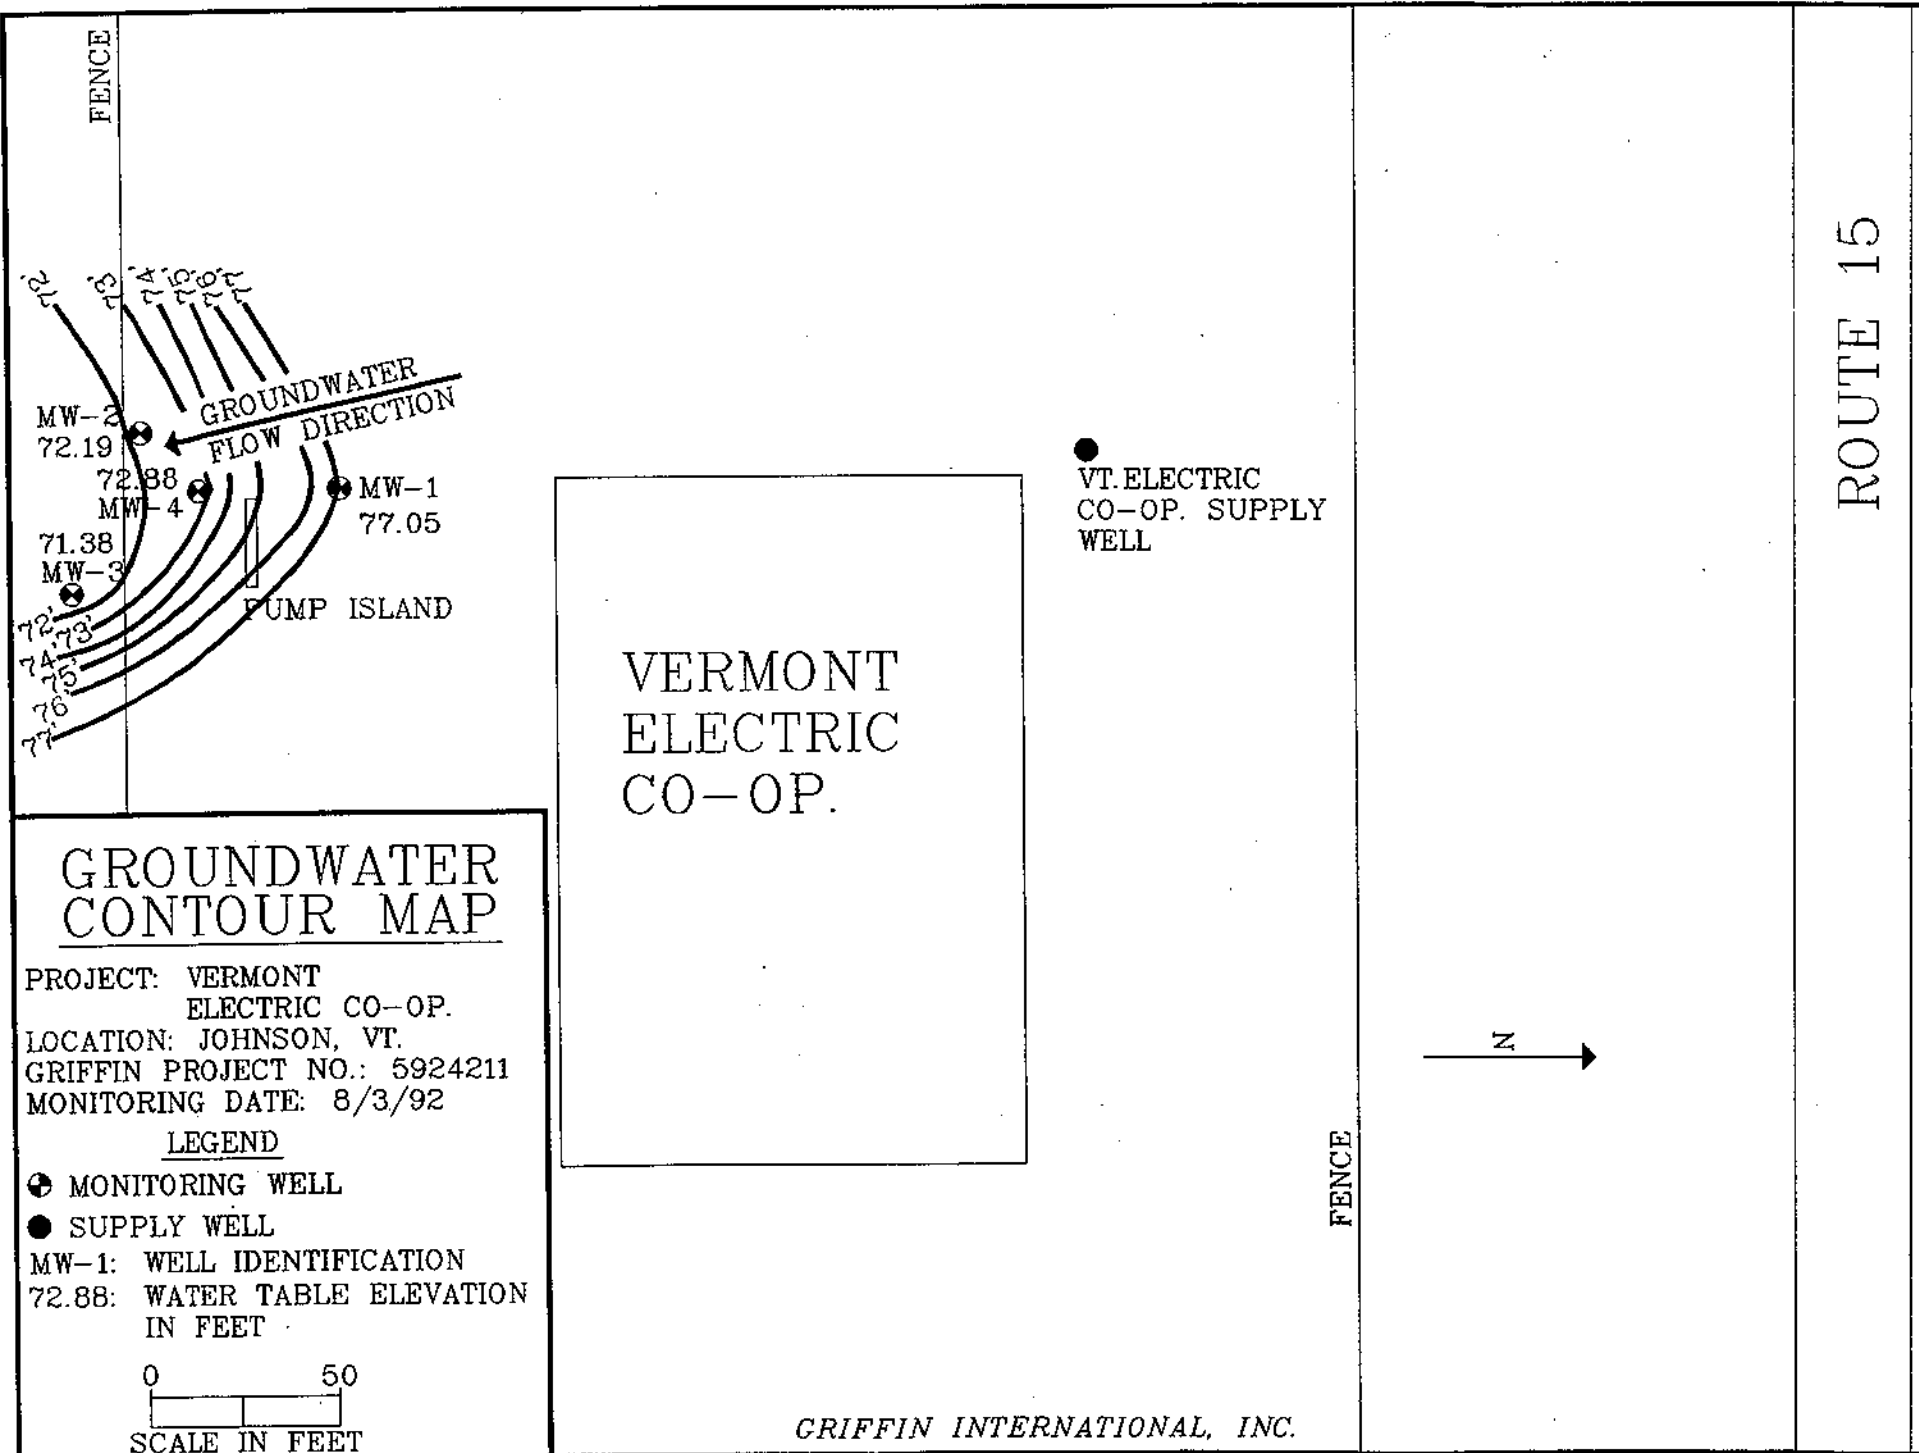 FENCE
72'
73'
74'
75'
76'
77'
GROUNDWATER
FLOW DIRECTION
MW-2
72.19
72.88
MW-4
MW-1
77.05
71.38
MW-3
PUMP ISLAND
72'
73'
74'
75'
76'
77'
VT. ELECTRIC
CO-OP. SUPPLY
WELL
ROUTE 15
VERMONT
ELECTRIC
CO-OP.
N
FENCE
GROUNDWATER
CONTOUR MAP
PROJECT: VERMONT
ELECTRIC CO-OP.
LOCATION: JOHNSON, VT.
GRIFFIN PROJECT NO.: 5924211
MONITORING DATE: 8/3/92
LEGEND
MONITORING WELL
SUPPLY WELL
MW-1: WELL IDENTIFICATION
72.88: WATER TABLE ELEVATION
IN FEET
0 50
SCALE IN FEET
GRIFFIN INTERNATIONAL, INC.